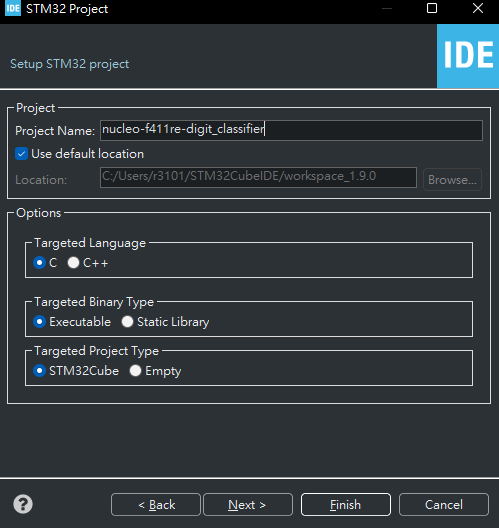 IDE STM32 Project
Setup STM32 project
IDE
Project
Project Name: nucleo-f411re-digit_classifier
Use default location
Location: C:/Users/r3101/STM32CubeIDE/workspace_1.9.0 Browse...
Options
Targeted Language
C C++
Targeted Binary Type
Executable Static Library
Targeted Project Type
STM32Cube Empty
? < Back Next > Finish Cancel